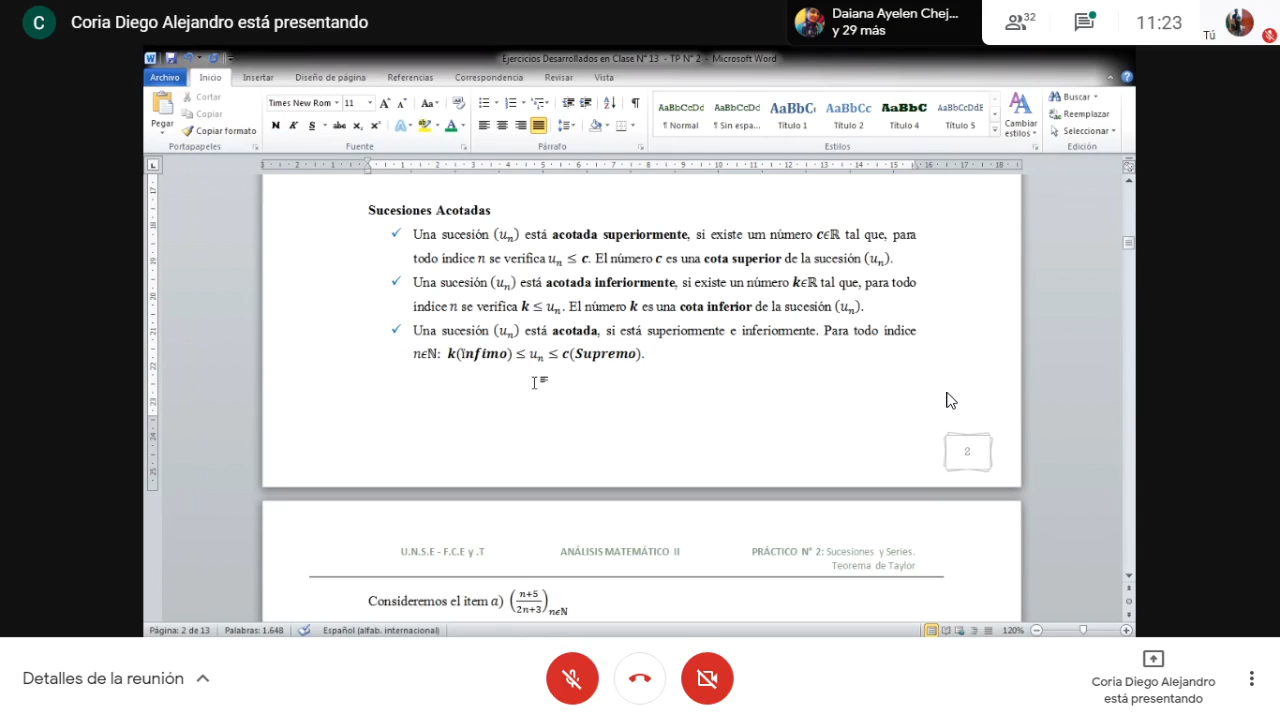 C Coria Diego Alejandro está presentando
Daiana Ayelen Chej...
y 29 más
32
11:23
Tú
Ejercicios Desarrollados en Clase N° 13 - TP N° 2 - Microsoft Word
Archivo Inicio Insertar Diseño de página Referencias Correspondencia Revisar Vista
Pegar
Cortar
Copiar
Copiar formato
Portapapeles
Times New Rom 11
Fuente
Párrafo
AaBbCcDd AaBbCcDd AaBbC AaBbCc AaBbC AaBbCcDdE
¶ Normal ¶ Sin espa... Título 1 Título 2 Título 4 Título 5
Cambiar estilos
Estilos
Buscar
Reemplazar
Seleccionar
Edición
Sucesiones Acotadas
✓ Una sucesión (uₙ) está acotada superiormente, si existe um número cϵℝ tal que, para
todo índice n se verifica uₙ ≤ c. El número c es una cota superior de la sucesión (uₙ).
✓ Una sucesión (uₙ) está acotada inferiormente, si existe un número kϵℝ tal que, para todo
índice n se verifica k ≤ uₙ. El número k es una cota inferior de la sucesión (uₙ).
✓ Una sucesión (uₙ) está acotada, si está superiormente e inferiormente. Para todo índice
nϵℕ: k(Ínfimo) ≤ uₙ ≤ c(Supremo).
2
U.N.S.E - F.C.E y .T ANÁLISIS MATEMÁTICO II PRÁCTICO N° 2: Sucesiones y Series.
Teorema de Taylor
Consideremos el item a) ((n+5)/(2n+3))nϵℕ
Página: 2 de 13 Palabras: 1.648 Español (alfab. internacional) 120%
Detalles de la reunión
Coria Diego Alejandro
está presentando